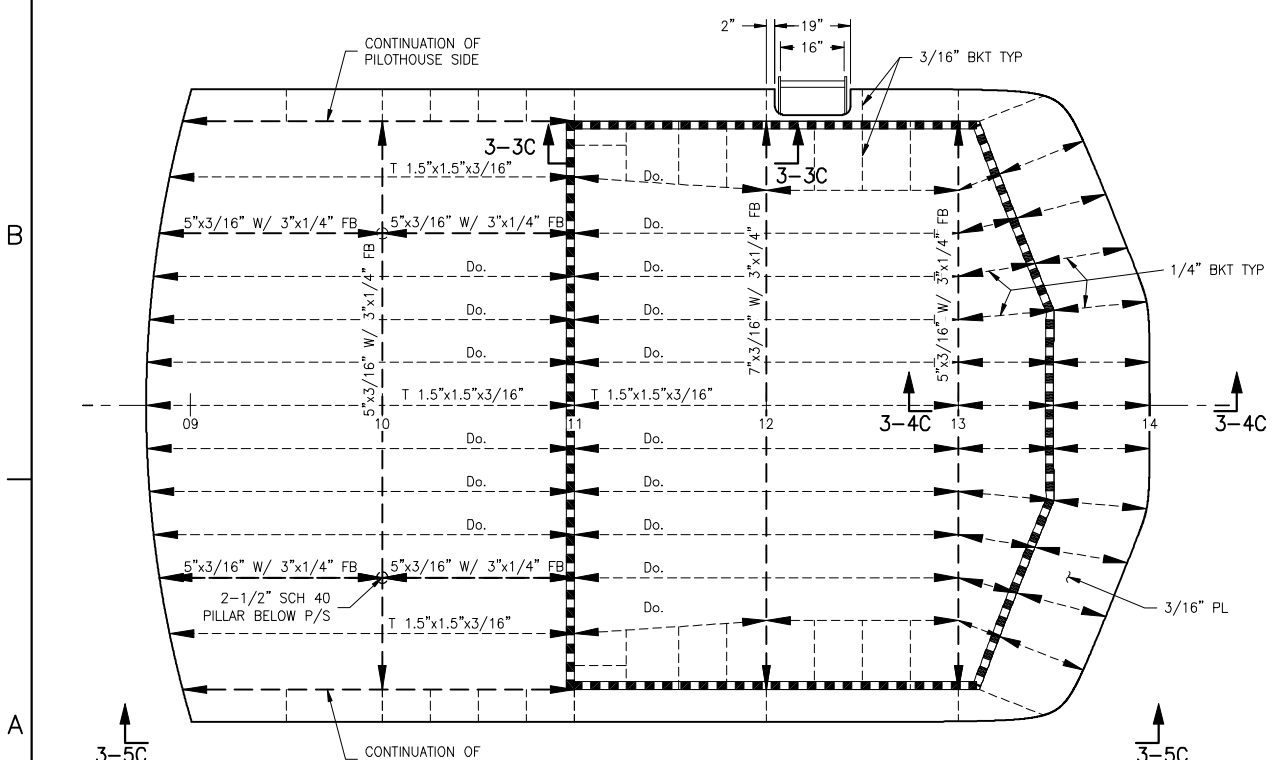 2" 19"
16"
CONTINUATION OF
PILOTHOUSE SIDE
3/16" BKT TYP
3-3C
3-3C
T 1.5"x1.5"x3/16"
Do.
5"x3/16" W/ 3"x1/4" FB
5"x3/16" W/ 3"x1/4" FB
Do.
B
5"x3/16" W/ 3"x1/4" FB
7"x3/16" W/ 3"x1/4" FB
5"x3/16" W/ 3"x1/4" FB
Do.
Do.
1/4" BKT TYP
Do.
Do.
Do.
Do.
T 1.5"x1.5"x3/16"
T 1.5"x1.5"x3/16"
09 10 11 12 13 14
3-4C
3-4C
Do.
Do.
Do.
Do.
Do.
Do.
5"x3/16" W/ 3"x1/4" FB
5"x3/16" W/ 3"x1/4" FB
Do.
2-1/2" SCH 40
PILLAR BELOW P/S
Do.
3/16" PL
T 1.5"x1.5"x3/16"
A
3-5C
3-5C
CONTINUATION OF